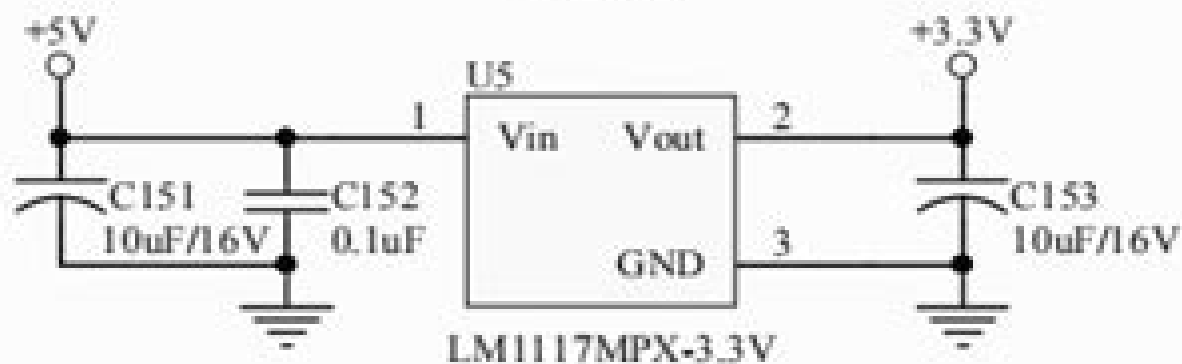 +5V
+3.3V
U5
1
Vin
Vout
2
C151
10uF/16V
C152
0.1uF
C153
10uF/16V
GND
3
LM1117MPX-3.3V